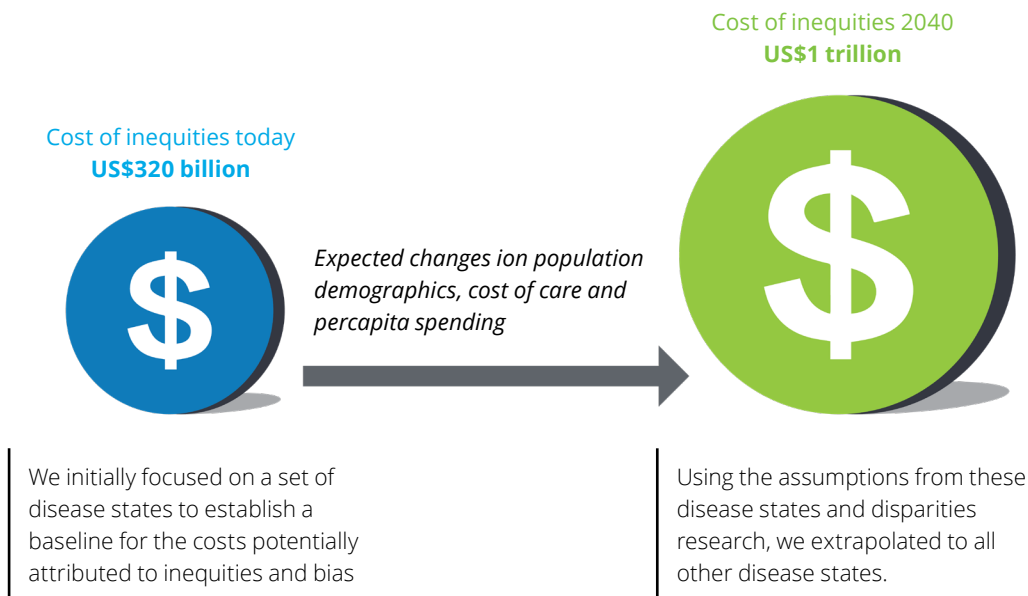 Cost of inequities 2040
US$1 trillion
Cost of inequities today
US$320 billion
$
$
Expected changes ion population
demographics, cost of care and
percapita spending
We initially focused on a set of
disease states to establish a
baseline for the costs potentially
attributed to inequities and bias
Using the assumptions from these
disease states and disparities
research, we extrapolated to all
other disease states.